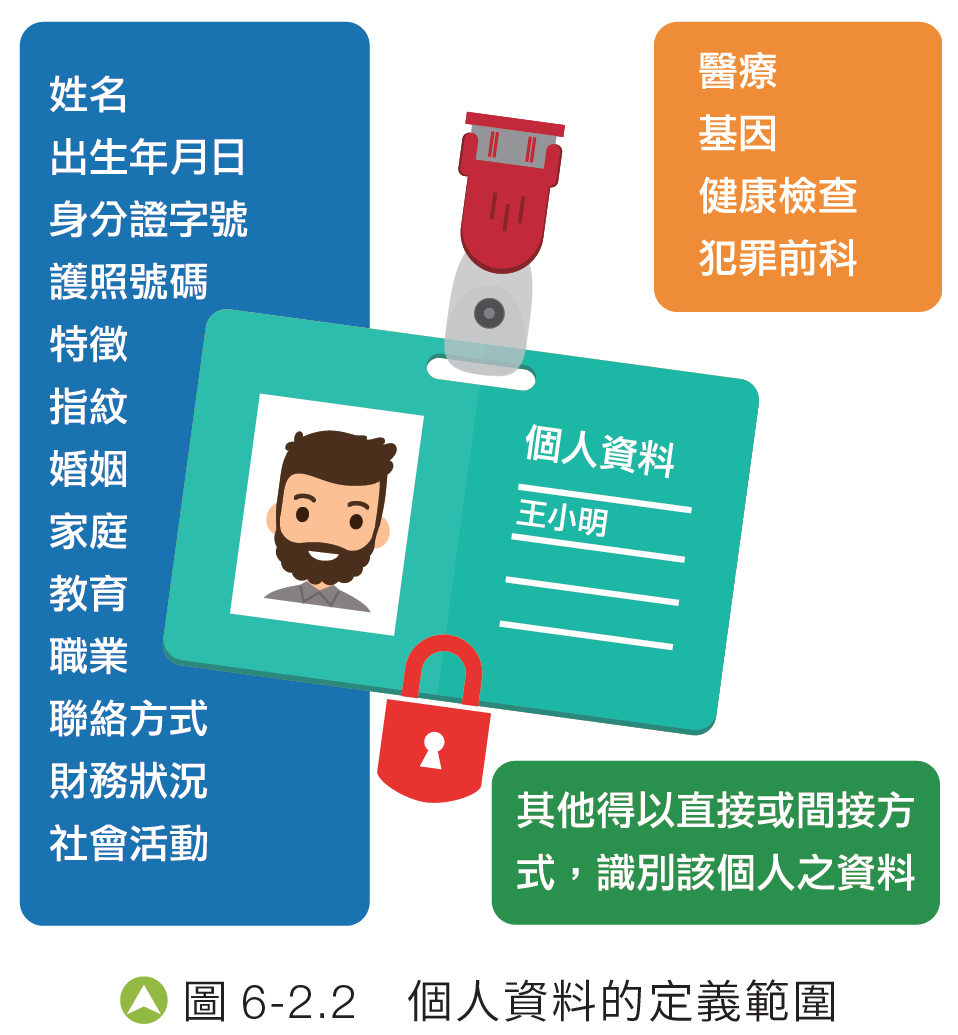 姓名
出生年月日
身分證字號
護照號碼
特徵
指紋
婚姻
家庭
教育
職業
聯絡方式
財務狀況
社會活動
醫療
基因
健康檢查
犯罪前科
個人資料
王小明
其他得以直接或間接方
式，識別該個人之資料
圖 6-2.2　個人資料的定義範圍